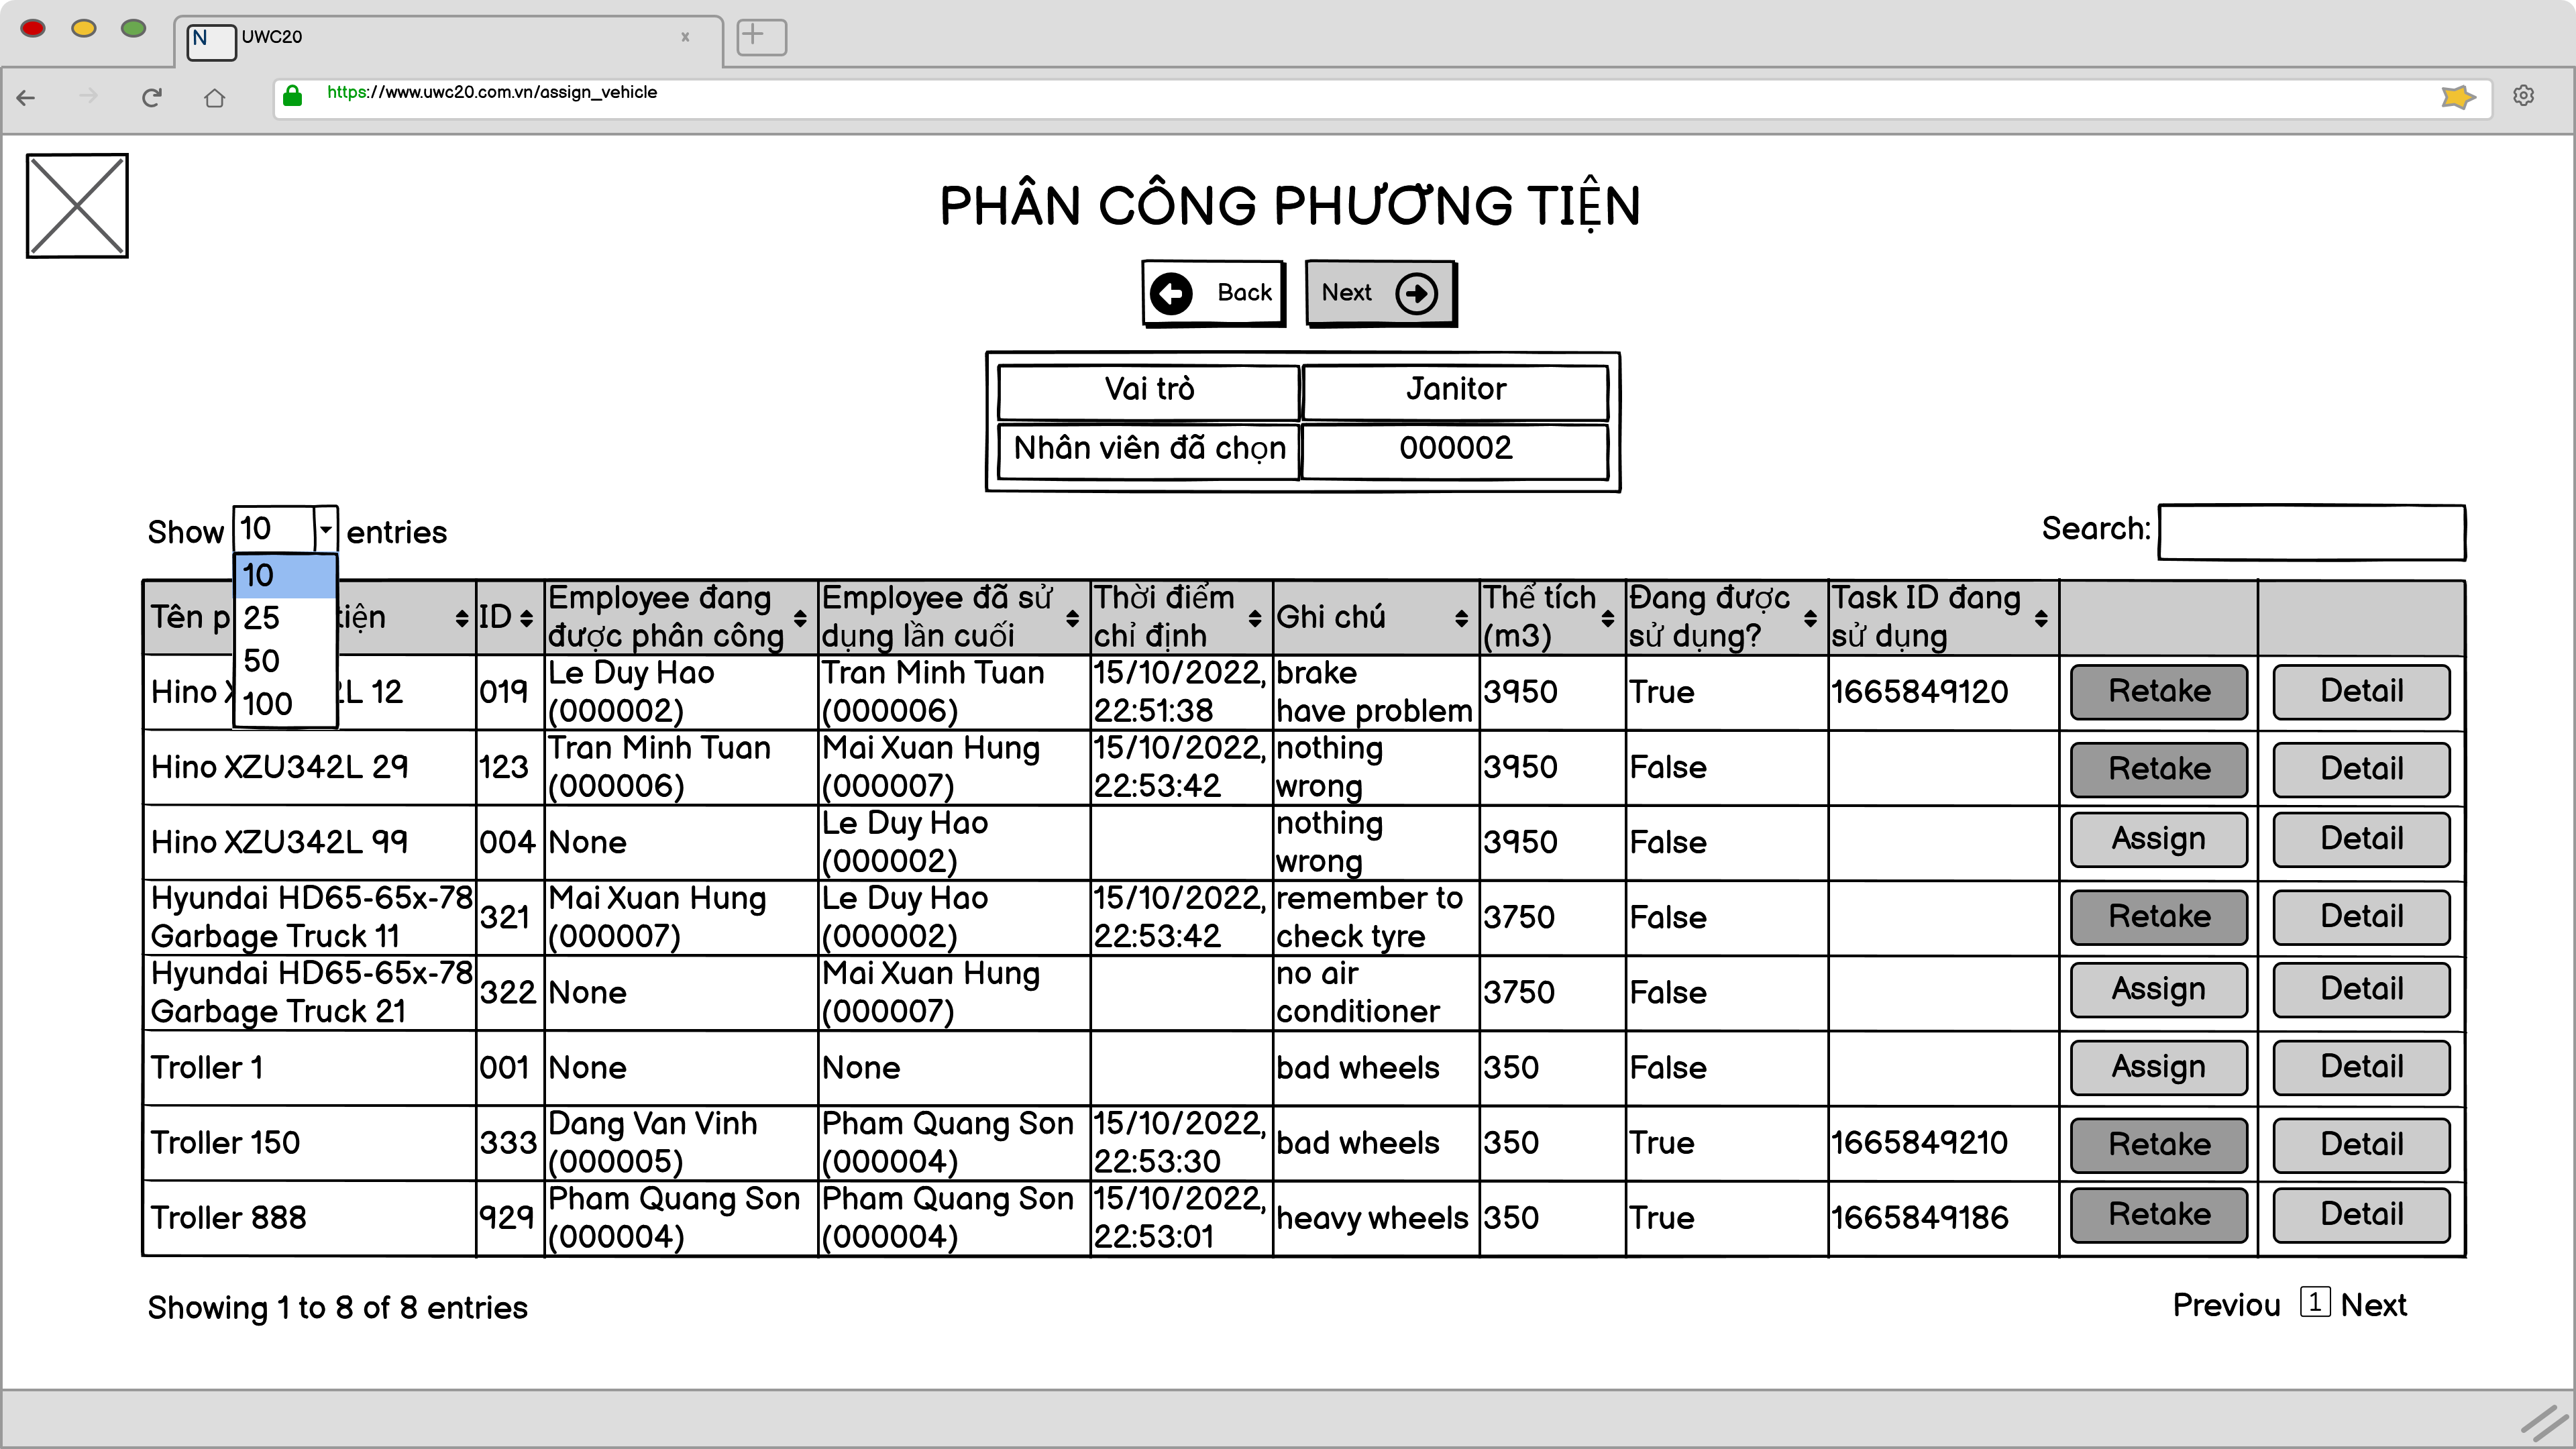 N UWC20 x
https://www.uwc20.com.vn/assign_vehicle
PHÂN CÔNG PHƯƠNG TIỆN
Back Next
Vai trò Janitor
Nhân viên đã chọn 000002
Show 10 entries
Search:
10
25
50
100
Tên p tiện
ID
Employee đang
được phân công
Employee đã sử
dụng lần cuối
Thời điểm
chỉ định
Ghi chú
Thể tích
(m3)
Đang được
sử dụng?
Task ID đang
sử dụng
Hino L 12
019
Le Duy Hao
(000002)
Tran Minh Tuan
(000006)
15/10/2022,
22:51:38
brake
have problem
3950
True
1665849120
Retake
Detail
Hino XZU342L 29
123
Tran Minh Tuan
(000006)
Mai Xuan Hung
(000007)
15/10/2022,
22:53:42
nothing
wrong
3950
False
Retake
Detail
Hino XZU342L 99
004
None
Le Duy Hao
(000002)
nothing
wrong
3950
False
Assign
Detail
Hyundai HD65-65x-78
Garbage Truck 11
321
Mai Xuan Hung
(000007)
Le Duy Hao
(000002)
15/10/2022,
22:53:42
remember to
check tyre
3750
False
Retake
Detail
Hyundai HD65-65x-78
Garbage Truck 21
322
None
Mai Xuan Hung
(000007)
no air
conditioner
3750
False
Assign
Detail
Troller 1
001
None
None
bad wheels
350
False
Assign
Detail
Troller 150
333
Dang Van Vinh
(000005)
Pham Quang Son
(000004)
15/10/2022,
22:53:30
bad wheels
350
True
1665849210
Retake
Detail
Troller 888
929
Pham Quang Son
(000004)
Pham Quang Son
(000004)
15/10/2022,
22:53:01
heavy wheels
350
True
1665849186
Retake
Detail
Showing 1 to 8 of 8 entries
Previou 1 Next